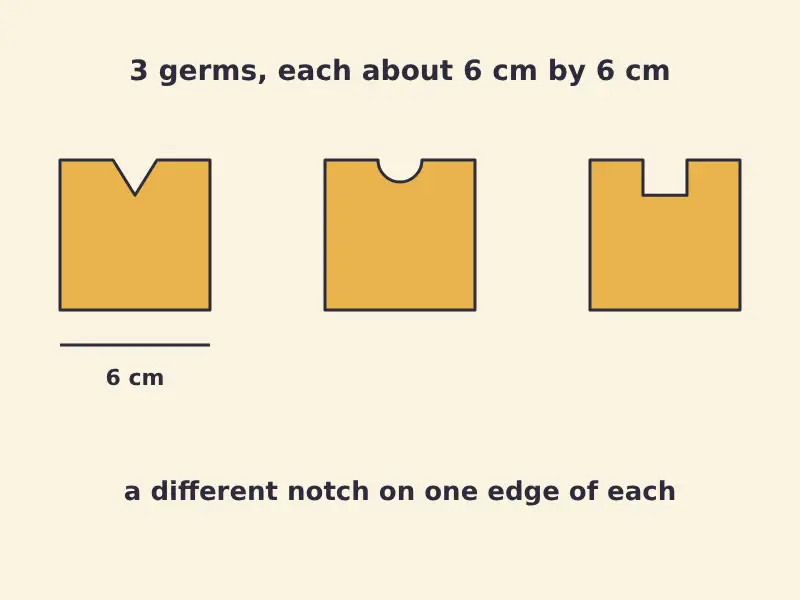 3 germs, each about 6 cm by 6 cm
6 cm
a different notch on one edge of each